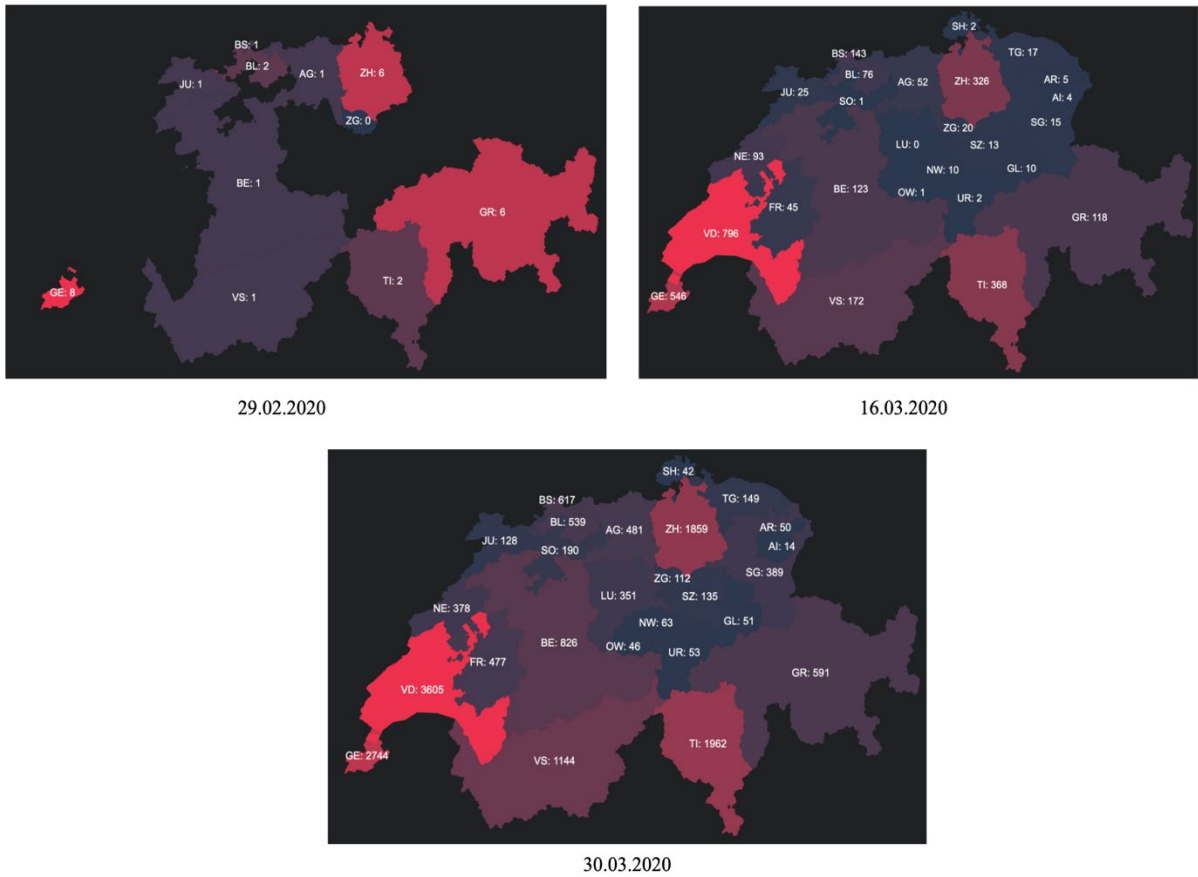 BS: 1
BL: 2
AG: 1
ZH: 6
JU: 1
ZG: 0
BE: 1
GR: 6
TI: 2
GE: 8
VS: 1
29.02.2020
SH: 2
TG: 17
BS: 143
BL: 76
AG: 52
ZH: 326
AR: 5
JU: 25
SO: 1
AI: 4
SG: 15
ZG: 20
LU: 0
SZ: 13
NE: 93
NW: 10
GL: 10
BE: 123
OW: 1
UR: 2
FR: 45
GR: 118
VD: 796
TI: 368
GE: 546
VS: 172
16.03.2020
SH: 42
BS: 617
TG: 149
BL: 539
AG: 481
ZH: 1859
AR: 50
JU: 128
SO: 190
AI: 14
SG: 389
ZG: 112
LU: 351
SZ: 135
NE: 378
NW: 63
GL: 51
BE: 826
OW: 46
UR: 53
FR: 477
GR: 591
VD: 3605
TI: 1962
GE: 2744
VS: 1144
30.03.2020